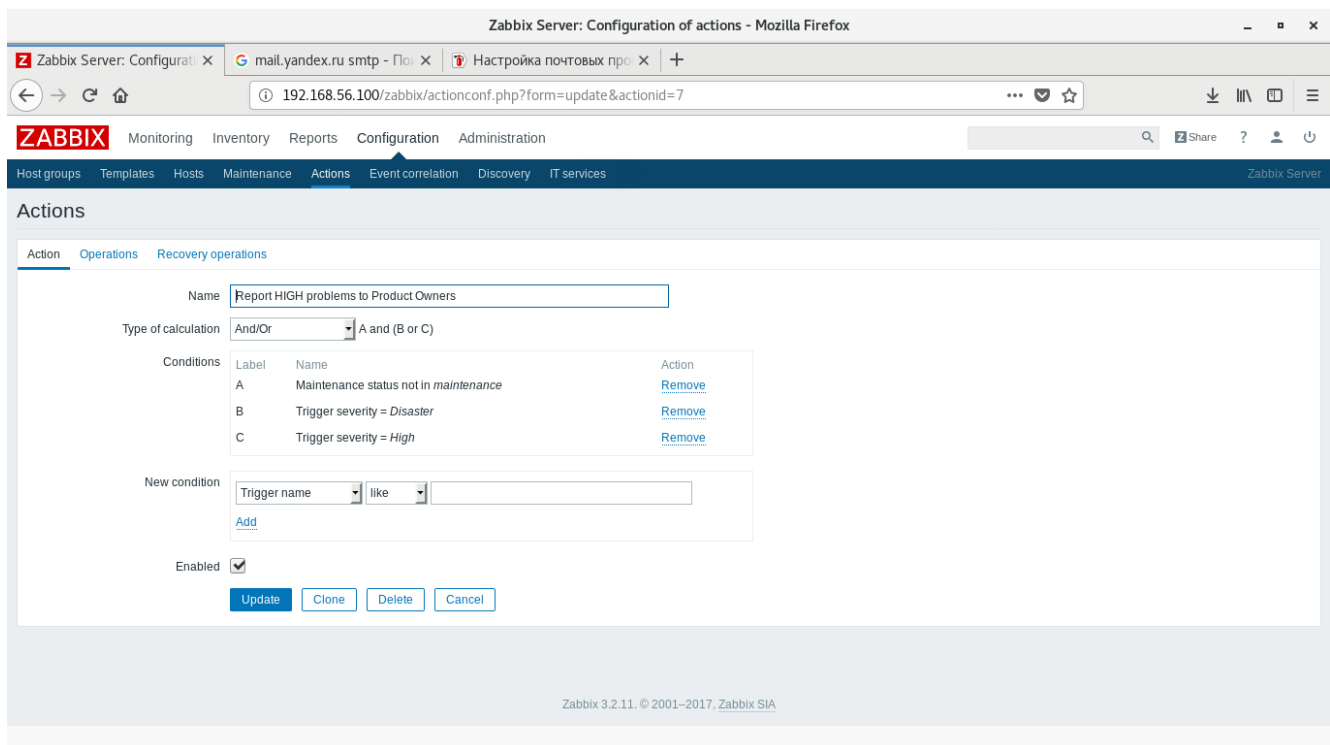 Zabbix Server: Configuration of actions - Mozilla Firefox
Zabbix Server: Configurati mail.yandex.ru smtp - Пои Настройка почтовых про
192.168.56.100/zabbix/actionconf.php?form=update&actionid=7
ZABBIX Monitoring Inventory Reports Configuration Administration Z Share ?
Host groups Templates Hosts Maintenance Actions Event correlation Discovery IT services Zabbix Server
Actions
Action Operations Recovery operations
Name Report HIGH problems to Product Owners
Type of calculation And/Or A and (B or C)
Conditions Label Name Action
A Maintenance status not in maintenance Remove
B Trigger severity = Disaster Remove
C Trigger severity = High Remove
New condition
Trigger name like
Add
Enabled
Update Clone Delete Cancel
Zabbix 3.2.11. © 2001–2017, Zabbix SIA